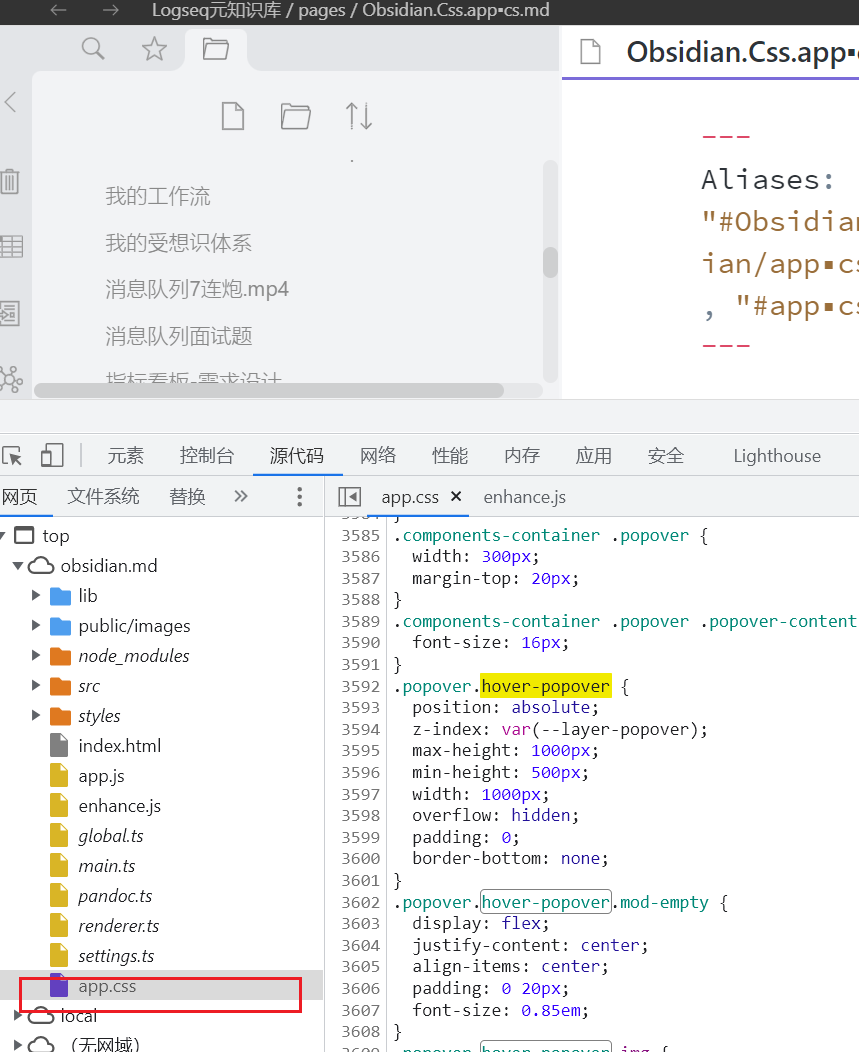 Logseq元知识库 / pages / Obsidian.Css.app▪cs.md
Obsidian.Css.app▪
我的工作流
我的受想识体系
消息队列7连炮.mp4
消息队列面试题
指标看板-需求设计
---
Aliases:
"#Obsidian
ian/app▪cs
, "#app▪cs
---
元素 控制台 源代码 网络 性能 内存 应用 安全 Lighthouse
网页 文件系统 替换 » app.css × enhance.js
top
obsidian.md
lib
public/images
node_modules
src
styles
index.html
app.js
enhance.js
global.ts
main.ts
pandoc.ts
renderer.ts
settings.ts
app.css
local
（无网域）
3584 }
3585 .components-container .popover {
3586 width: 300px;
3587 margin-top: 20px;
3588 }
3589 .components-container .popover .popover-content
3590 font-size: 16px;
3591 }
3592 .popover.hover-popover {
3593 position: absolute;
3594 z-index: var(--layer-popover);
3595 max-height: 1000px;
3596 min-height: 500px;
3597 width: 1000px;
3598 overflow: hidden;
3599 padding: 0;
3600 border-bottom: none;
3601 }
3602 .popover.hover-popover.mod-empty {
3603 display: flex;
3604 justify-content: center;
3605 align-items: center;
3606 padding: 0 20px;
3607 font-size: 0.85em;
3608 }
3609 .popover.hover-popover img {